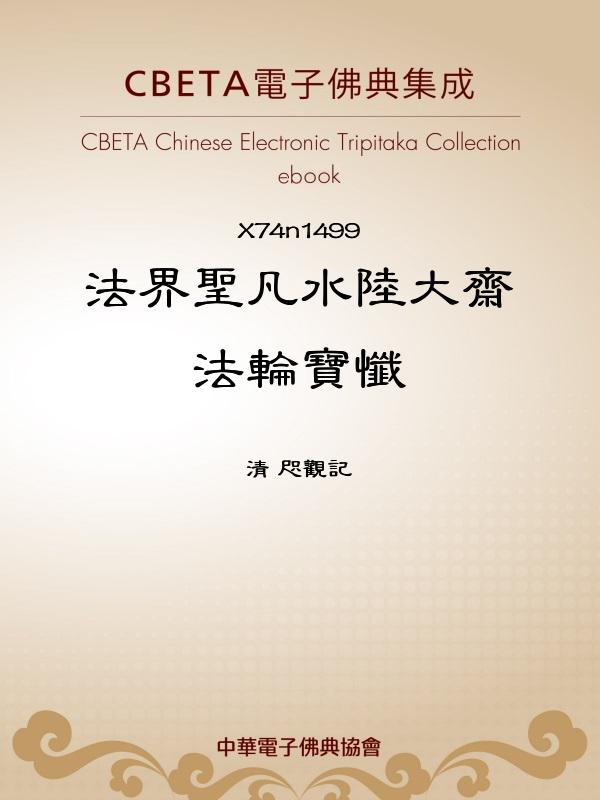 CBETA電子佛典集成
CBETA Chinese Electronic Tripitaka Collection
ebook
X74n1499
法界聖凡水陸大齋
法輪寶懺
清 咫觀記
中華電子佛典協會